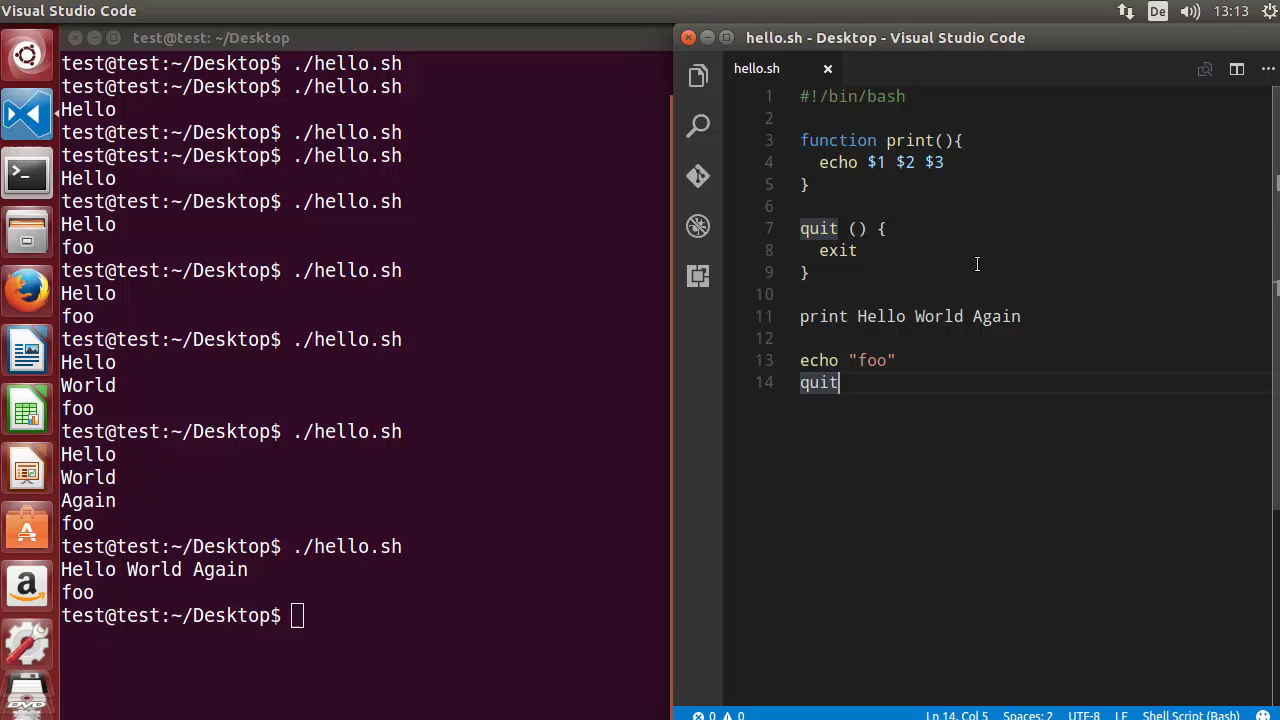 Visual Studio Code
De
13:13
test@test: ~/Desktop
test@test:~/Desktop$ ./hello.sh
test@test:~/Desktop$ ./hello.sh
Hello
test@test:~/Desktop$ ./hello.sh
test@test:~/Desktop$ ./hello.sh
Hello
test@test:~/Desktop$ ./hello.sh
Hello
foo
test@test:~/Desktop$ ./hello.sh
Hello
foo
test@test:~/Desktop$ ./hello.sh
Hello
World
foo
test@test:~/Desktop$ ./hello.sh
Hello
World
Again
foo
test@test:~/Desktop$ ./hello.sh
Hello World Again
foo
test@test:~/Desktop$
hello.sh - Desktop - Visual Studio Code
hello.sh
1 #!/bin/bash
2
3 function print(){
4 echo $1 $2 $3
5 }
6
7 quit () {
8 exit
9 }
10
11 print Hello World Again
12
13 echo "foo"
14 quit
0 0
Ln 14, Col 5 Spaces: 2 UTF-8 LF Shell Script (Bash)
DVD